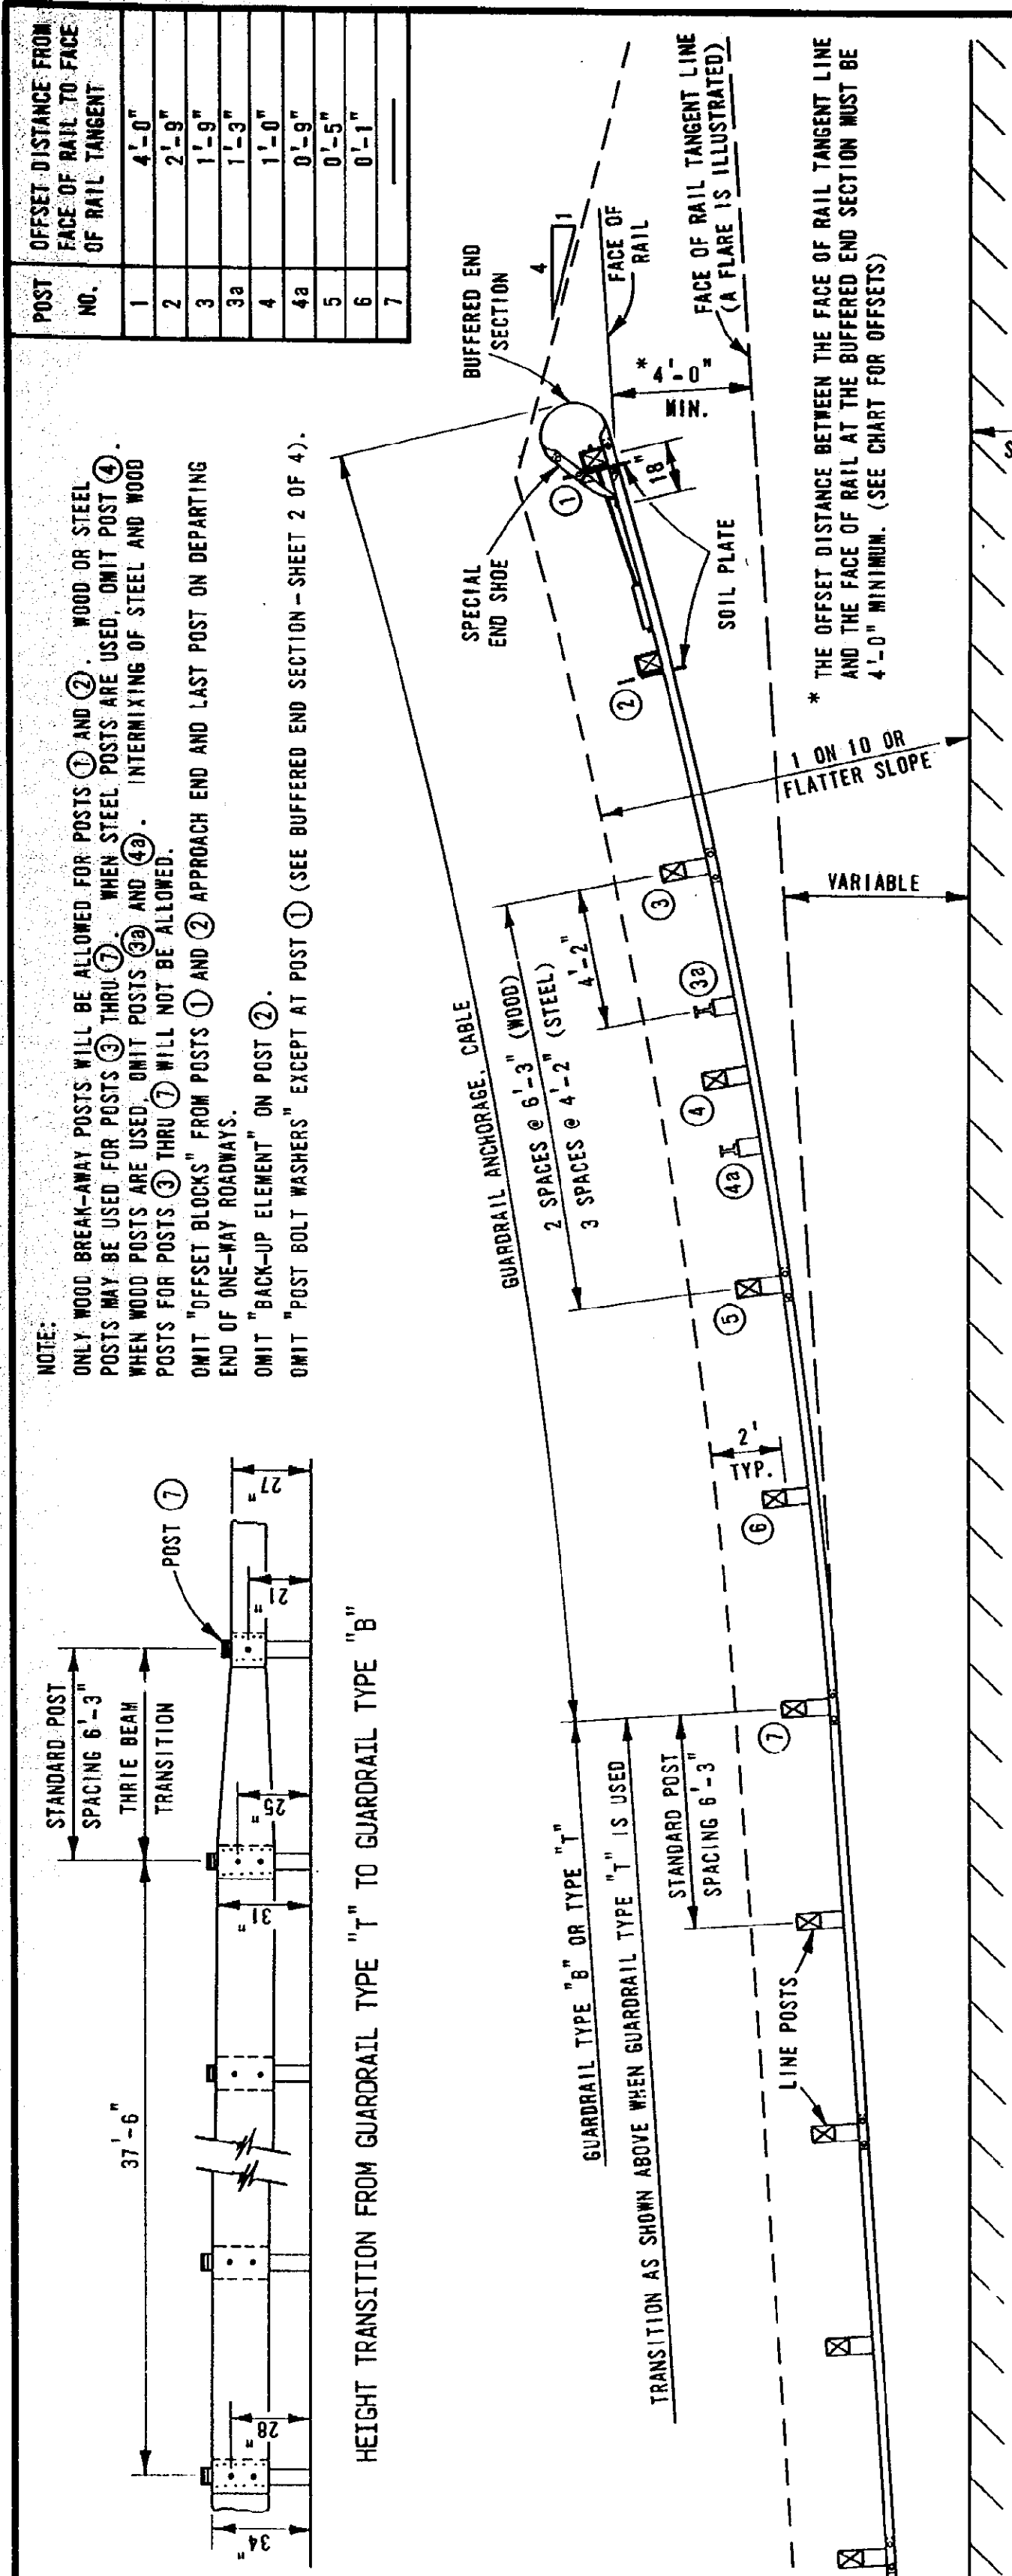 NOTE:
ONLY WOOD BREAK-AWAY POSTS WILL BE ALLOWED FOR POSTS ① AND ②. WOOD OR STEEL
POSTS MAY BE USED FOR POSTS ③ THRU ⑦. WHEN STEEL POSTS ARE USED, OMIT POST ④.
WHEN WOOD POSTS ARE USED, OMIT POSTS (3a) AND (4a). INTERMIXING OF STEEL AND WOOD
POSTS FOR POSTS ③ THRU ⑦ WILL NOT BE ALLOWED.
OMIT "OFFSET BLOCKS" FROM POSTS ① AND ② APPROACH END AND LAST POST ON DEPARTING
END OF ONE-WAY ROADWAYS.
OMIT "BACK-UP ELEMENT" ON POST ②.
OMIT "POST BOLT WASHERS" EXCEPT AT POST ① (SEE BUFFERED END SECTION-SHEET 2 OF 4).
POST NO. OFFSET DISTANCE FROM
FACE OF RAIL TO FACE
OF RAIL TANGENT
1 4'-0"
2 2'-9"
3 1'-9"
3a 1'-3"
4 1'-0"
4a 0'-9"
5 0'-5"
6 0'-1"
7 —
37'-6"
STANDARD POST
SPACING 6'-3"
THRIE BEAM
TRANSITION
POST ⑦
34"
28"
31"
25"
21"
27"
HEIGHT TRANSITION FROM GUARDRAIL TYPE "T" TO GUARDRAIL TYPE "B"
GUARDRAIL TYPE "B" OR TYPE "T"
TRANSITION AS SHOWN ABOVE WHEN GUARDRAIL TYPE "T" IS USED
STANDARD POST
SPACING 6'-3"
LINE POSTS
GUARDRAIL ANCHORAGE, CABLE
2 SPACES @ 6'-3" (WOOD)
3 SPACES @ 4'-2" (STEEL)
4'-2"
⑦
⑥
⑤
4a
④
3a
③
②
①
2'
TYP.
SPECIAL
END SHOE
BUFFERED END
SECTION
4
1
FACE OF
RAIL
18"
SOIL PLATE
* 4'-0"
MIN.
FACE OF RAIL TANGENT LINE
(A FLARE IS ILLUSTRATED)
1 ON 10 OR
FLATTER SLOPE
VARIABLE
* THE OFFSET DISTANCE BETWEEN THE FACE OF RAIL TANGENT LINE
AND THE FACE OF RAIL AT THE BUFFERED END SECTION MUST BE
4'-0" MINIMUM. (SEE CHART FOR OFFSETS)